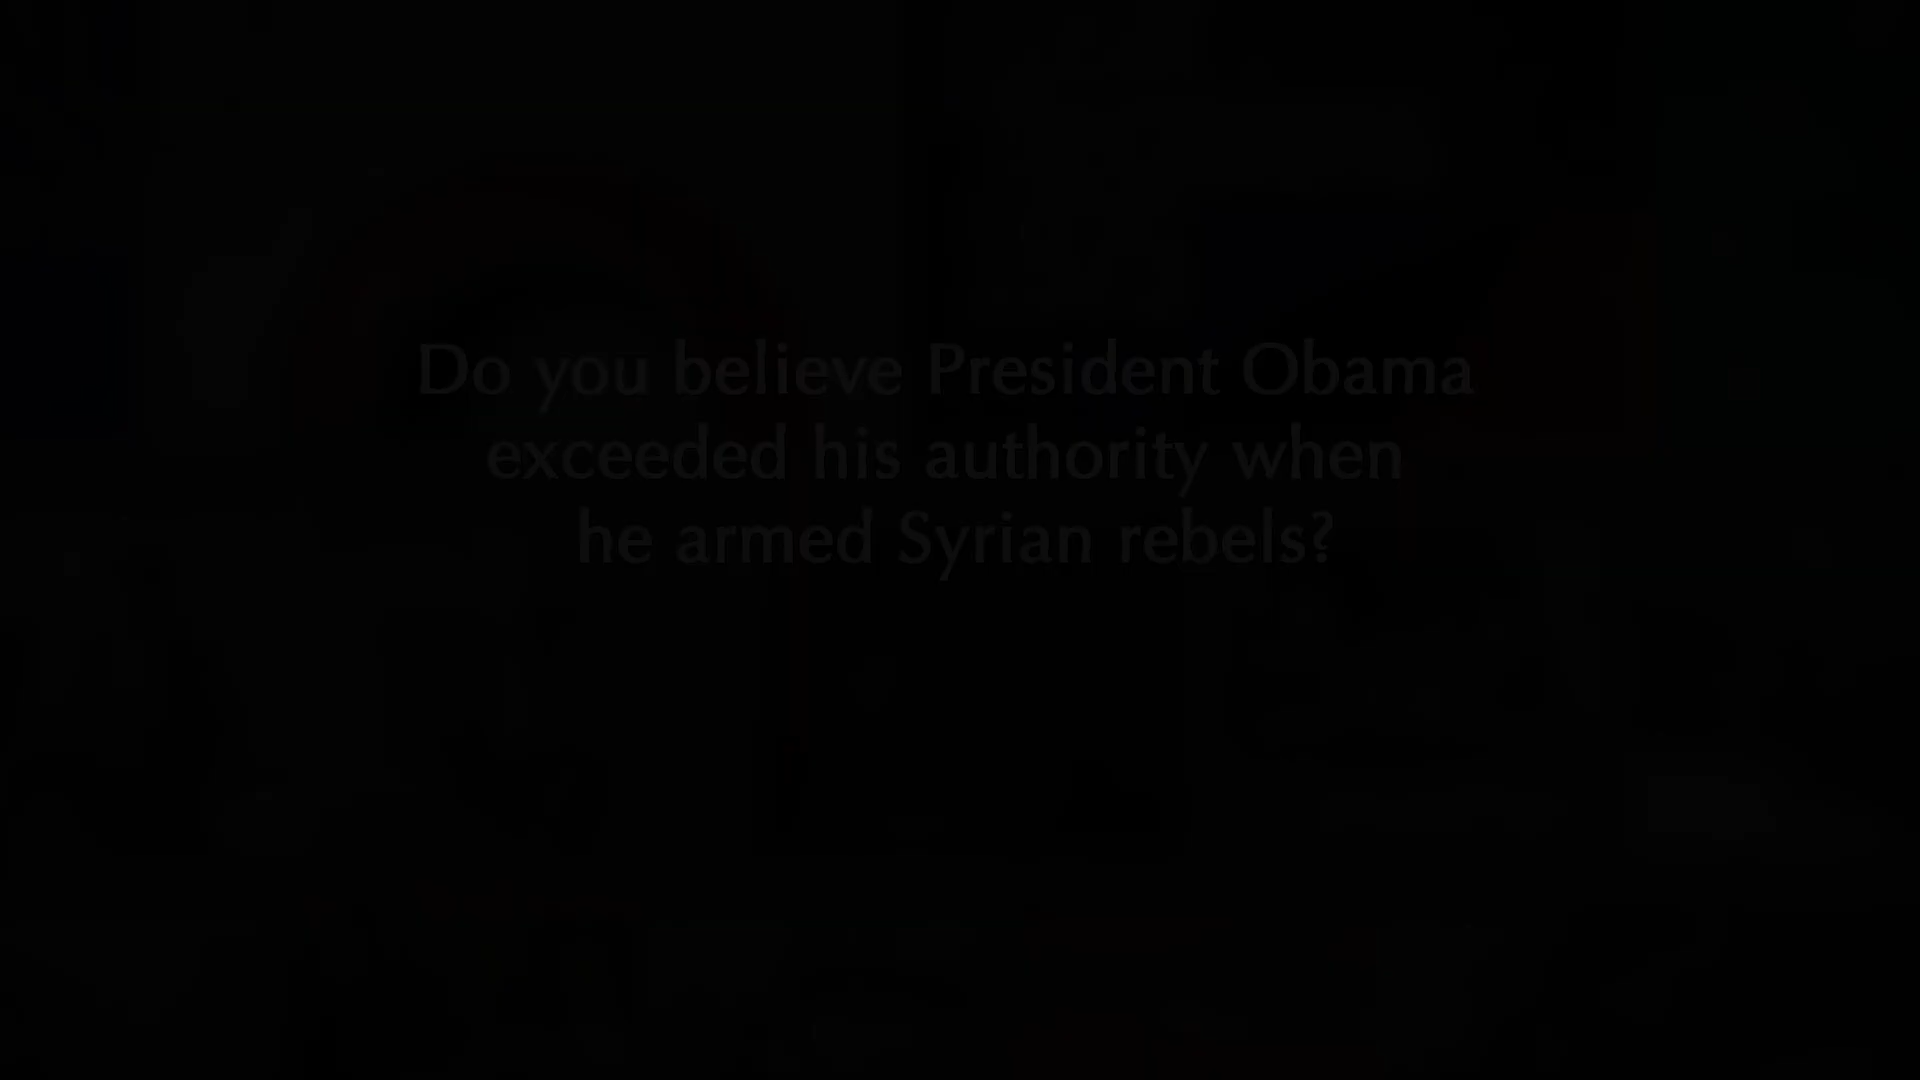 Do you believe President Obama
exceeded his authority when
he armed Syrian rebels?